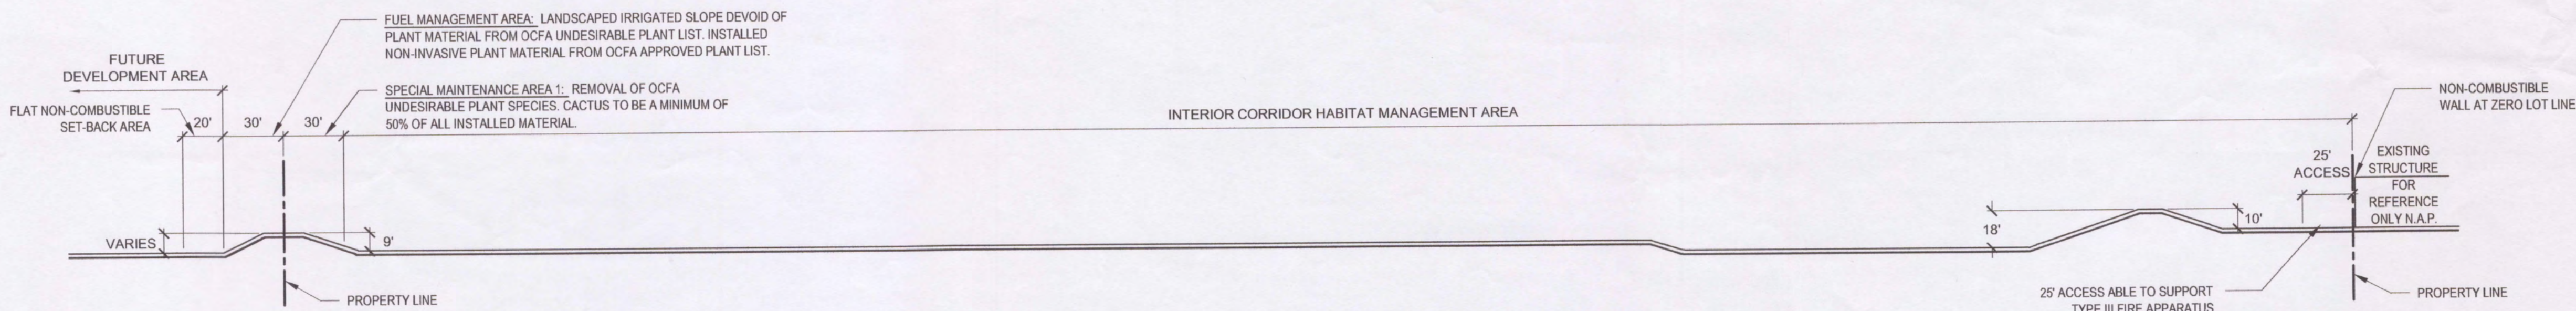 FUEL MANAGEMENT AREA: LANDSCAPED IRRIGATED SLOPE DEVOID OF
PLANT MATERIAL FROM OCFA UNDESIRABLE PLANT LIST. INSTALLED
NON-INVASIVE PLANT MATERIAL FROM OCFA APPROVED PLANT LIST.
FUTURE
DEVELOPMENT AREA
SPECIAL MAINTENANCE AREA 1: REMOVAL OF OCFA
UNDESIRABLE PLANT SPECIES. CACTUS TO BE A MINIMUM OF
50% OF ALL INSTALLED MATERIAL.
FLAT NON-COMBUSTIBLE
SET-BACK AREA
20'
30'
30'
INTERIOR CORRIDOR HABITAT MANAGEMENT AREA
NON-COMBUSTIBLE
WALL AT ZERO LOT LINE
25'
ACCESS
EXISTING
STRUCTURE
FOR
REFERENCE
ONLY N.A.P.
VARIES
9'
18'
10'
PROPERTY LINE
25' ACCESS ABLE TO SUPPORT
TYPE III FIRE APPARATUS
PROPERTY LINE